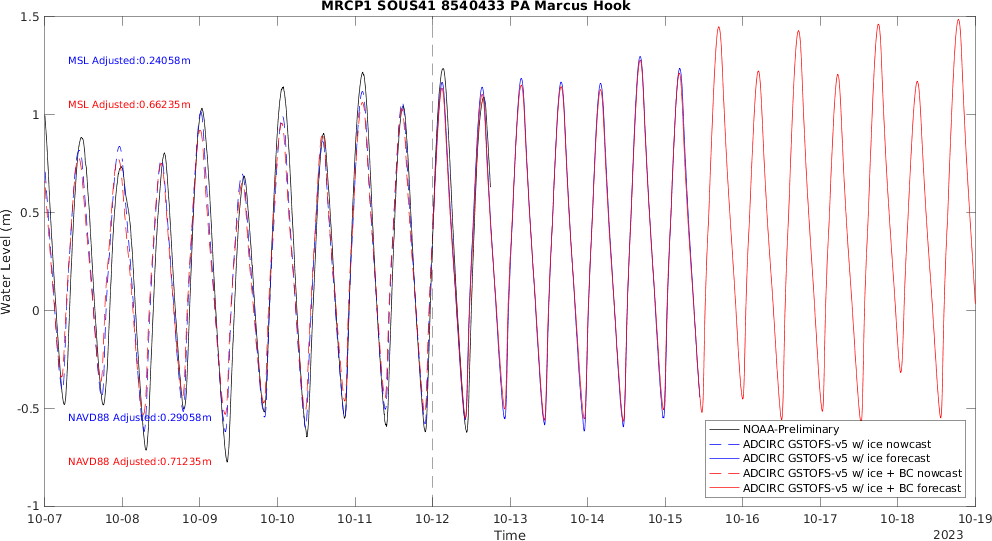 MRCP1 SOUS41 8540433 PA Marcus Hook
1.5
MSL Adjusted:0.24058m
MSL Adjusted:0.66235m
1
0.5
Water Level (m)
0
-0.5
NAVD88 Adjusted:0.29058m
NAVD88 Adjusted:0.71235m
NOAA-Preliminary
ADCIRC GSTOFS-v5 w/ ice nowcast
ADCIRC GSTOFS-v5 w/ ice forecast
ADCIRC GSTOFS-v5 w/ ice + BC nowcast
ADCIRC GSTOFS-v5 w/ ice + BC forecast
-1
10-07 10-08 10-09 10-10 10-11 10-12 10-13 10-14 10-15 10-16 10-17 10-18 10-19
Time
2023